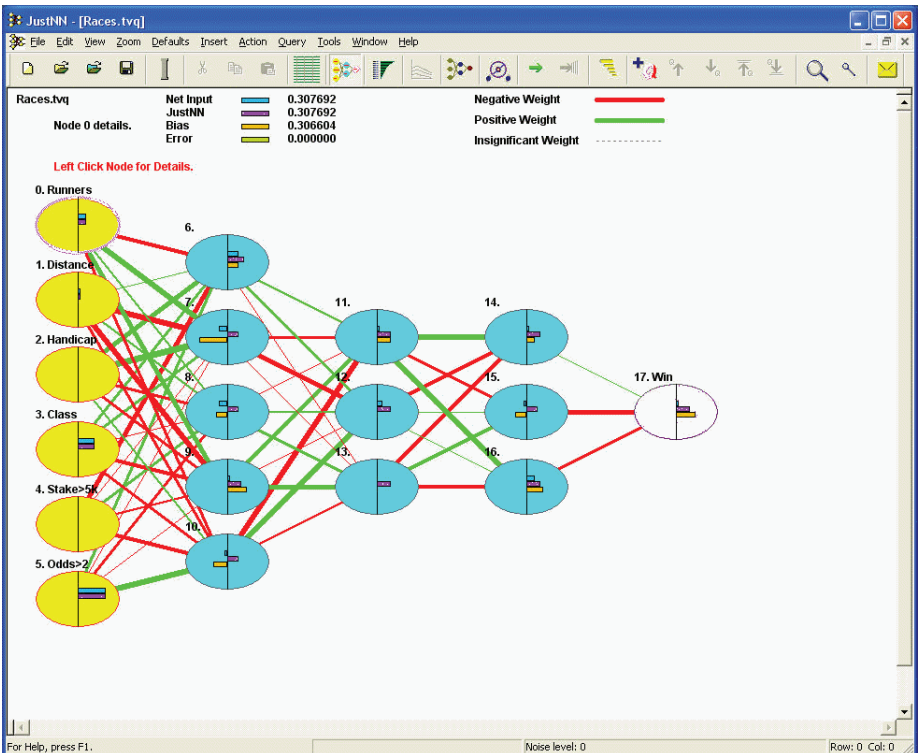 JustNN - [Races.tvq]
File Edit View Zoom Defaults Insert Action Query Tools Window Help
Races.tvq Net Input 0.307692 Negative Weight
JustNN 0.307692
Node 0 details. Bias 0.306604 Positive Weight
Error 0.000000 Insignificant Weight
Left Click Node for Details.
0. Runners
6.
1. Distance
7. 11. 14.
2. Handicap
8. 12. 15. 17. Win
3. Class
9. 13. 16.
4. Stake>5k
10.
5. Odds>2
For Help, press F1. Noise level: 0 Row: 0 Col: 0